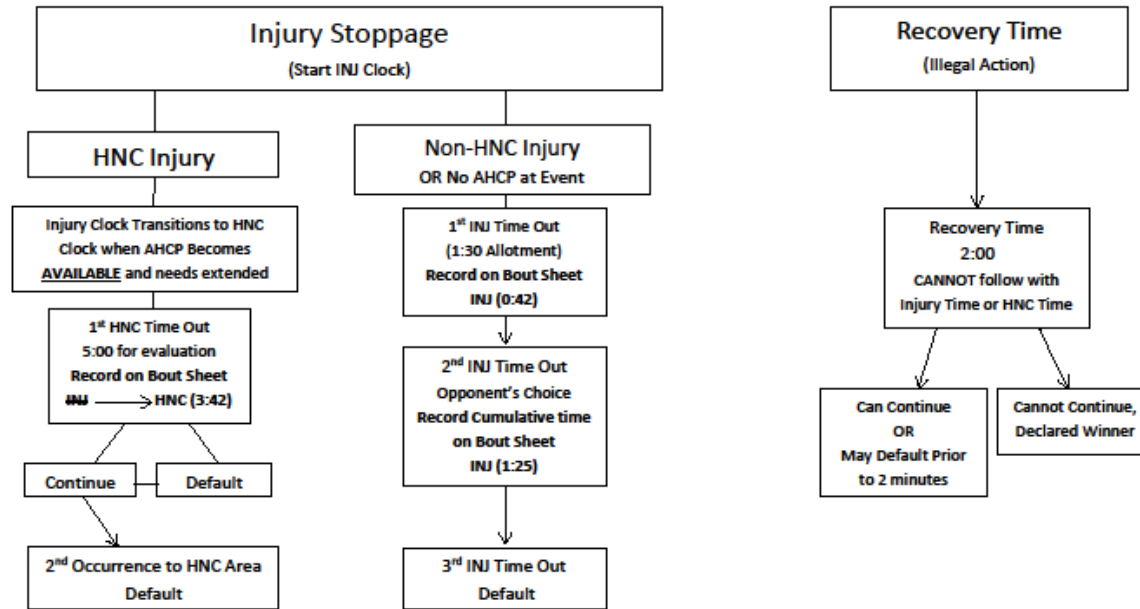 Injury Stoppage
(Start INJ Clock)
HNC Injury
Injury Clock Transitions to HNC
Clock when AHCP Becomes
AVAILABLE and needs extended
1st HNC Time Out
5:00 for evaluation
Record on Bout Sheet
INJ HNC (3:42)
Continue
Default
2nd Occurrence to HNC Area
Default
Non-HNC Injury
OR No AHCP at Event
1st INJ Time Out
(1:30 Allotment)
Record on Bout Sheet
INJ (0:42)
2nd INJ Time Out
Opponent's Choice
Record Cumulative time
on Bout Sheet
INJ (1:25)
3rd INJ Time Out
Default
Recovery Time
(Illegal Action)
Recovery Time
2:00
CANNOT follow with
Injury Time or HNC Time
Can Continue
OR
May Default Prior
to 2 minutes
Cannot Continue,
Declared Winner